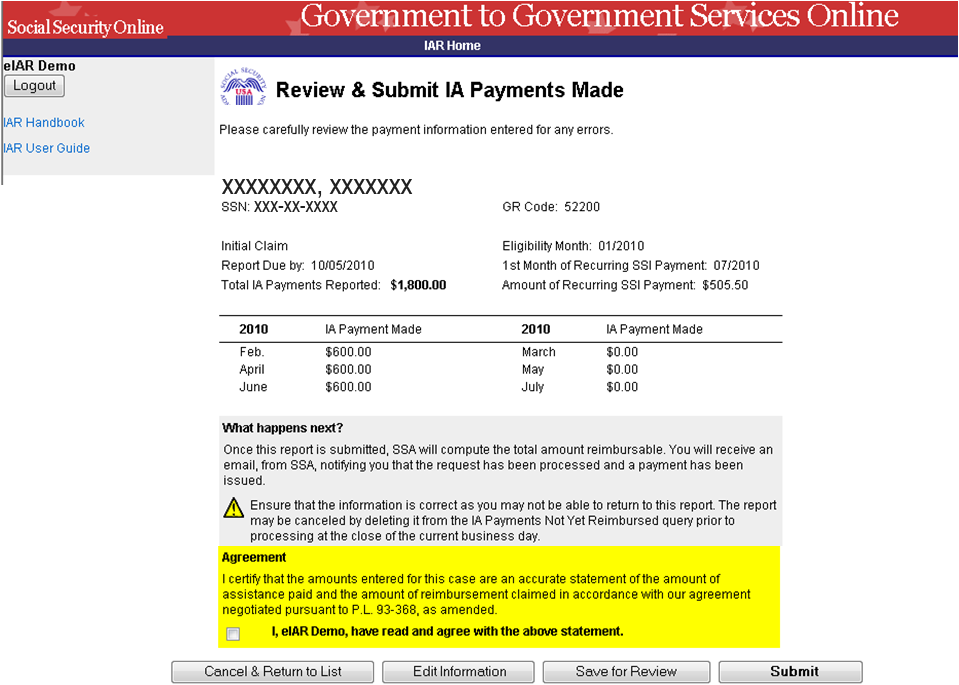 Social Security Online
Government to Government Services Online
IAR Home
eIAR Demo
Logout
IAR Handbook
IAR User Guide
SOCIAL SECURITY
USA
Review & Submit IA Payments Made
Please carefully review the payment information entered for any errors.
XXXXXXXX, XXXXXXX
SSN: XXX-XX-XXXX
GR Code: 52200
Initial Claim
Eligibility Month: 01/2010
Report Due by: 10/05/2010
1st Month of Recurring SSI Payment: 07/2010
Total IA Payments Reported: $1,800.00
Amount of Recurring SSI Payment: $505.50
2010 IA Payment Made 2010 IA Payment Made
Feb. $600.00 March $0.00
April $600.00 May $0.00
June $600.00 July $0.00
What happens next?
Once this report is submitted, SSA will compute the total amount reimbursable. You will receive an
email, from SSA, notifying you that the request has been processed and a payment has been
issued.
Ensure that the information is correct as you may not be able to return to this report. The report
may be canceled by deleting it from the IA Payments Not Yet Reimbursed query prior to
processing at the close of the current business day.
Agreement
I certify that the amounts entered for this case are an accurate statement of the amount of
assistance paid and the amount of reimbursement claimed in accordance with our agreement
negotiated pursuant to P.L. 93-368, as amended.
I, eIAR Demo, have read and agree with the above statement.
Cancel & Return to List
Edit Information
Save for Review
Submit